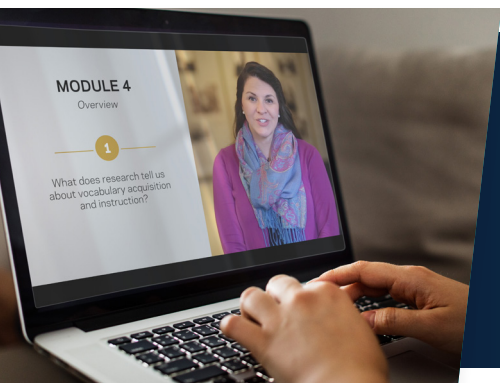 MODULE 4
Overview
1
What does research tell us
about vocabulary acquisition
and instruction?